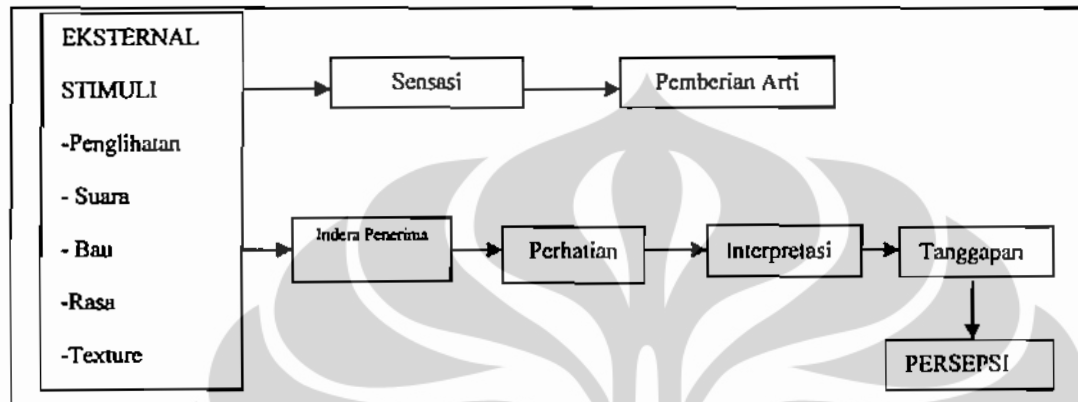 EKSTERNAL
STIMULI
-Penglihatan
- Suara
- Bau
-Rasa
-Texture
Sensasi
Pemberian Arti
Indera Penerima
Perhatian
Interpretasi
Tanggapan
PERSEPSI